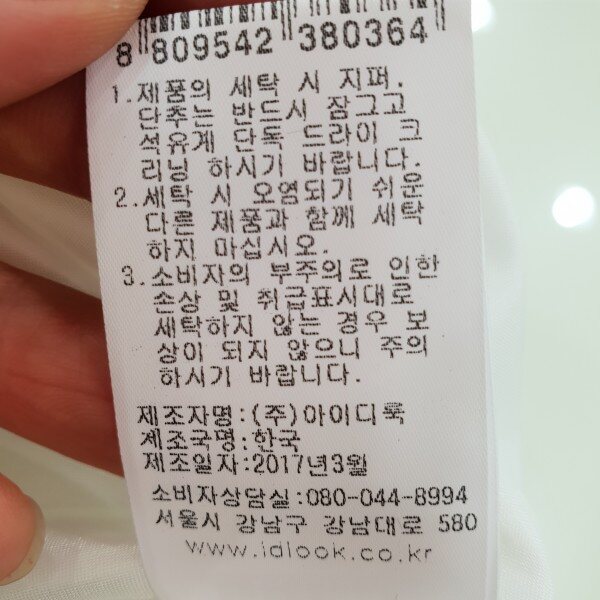 8 809542 380364
1.제품의 세탁 시 지퍼.
단추는 반드시 잠그고
석유계 단독 드라이 크
리닝 하시기 바랍니다.
2.세탁 시 오염되기 쉬운
다른 제품과 함께 세탁
하지 마십시오.
3.소비자의 부주의로 인한
손상 및 취급표시대로
세탁하지 않는 경우 보
상이 되지 않으니 주의
하시기 바랍니다.
제조자명:(주)아이디룩
제조국명:한국
제조일자:2017년3월
소비자상담실:080-044-8994
서울시 강남구 강남대로 580
www.idlook.co.kr